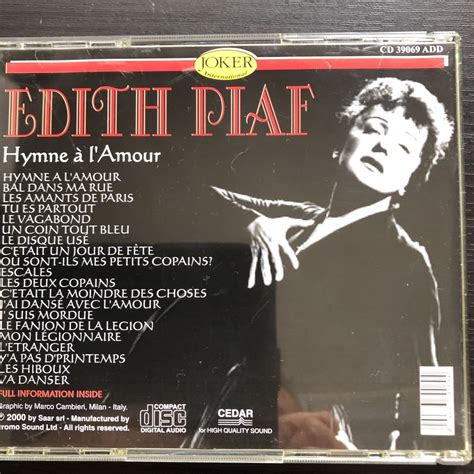 JOKER
International
CD 39069 ADD
EDITH PIAF
Hymne à l'Amour
HYMNE A L'AMOUR
BAL DANS MA RUE
LES AMANTS DE PARIS
TU ES PARTOUT
LE VAGABOND
UN COIN TOUT BLEU
LE DISQUE USÉ
C'ETAIT UN JOUR DE FÊTE
OU SONT-ILS MES PETITS COPAINS?
ESCALES
LES DEUX COPAINS
C'ETAIT LA MOINDRE DES CHOSES
J'AI DANSÉ AVEC L'AMOUR
J'SUIS MORDUE
LE FANION DE LA LEGION
MON LÉGIONNAIRE
L'ETRANGER
Y'A PAS D'PRINTEMPS
LES HIBOUX
VA DANSER
FULL INFORMATION INSIDE
Graphic by Marco Cambieri, Milan - Italy.
℗ 2000 by Saar srl - Manufactured by
Promo Sound Ltd - All rights reserved.
COMPACT
disc
DIGITAL AUDIO
CEDAR
for HIGH QUALITY SOUND